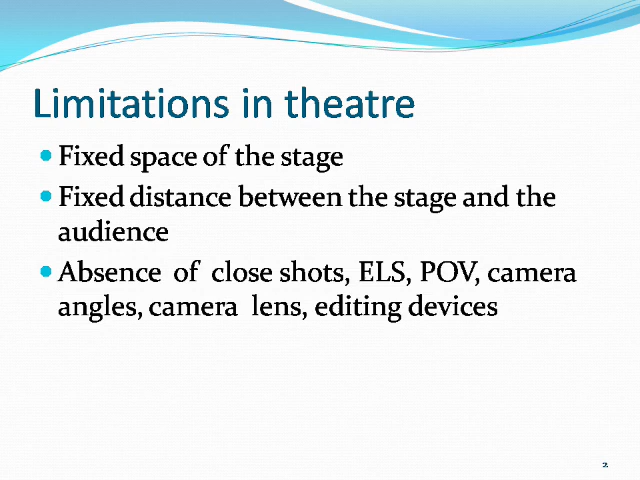 Limitations in theatre
Fixed space of the stage
Fixed distance between the stage and the
audience
Absence of close shots, ELS, POV, camera
angles, camera lens, editing devices
2